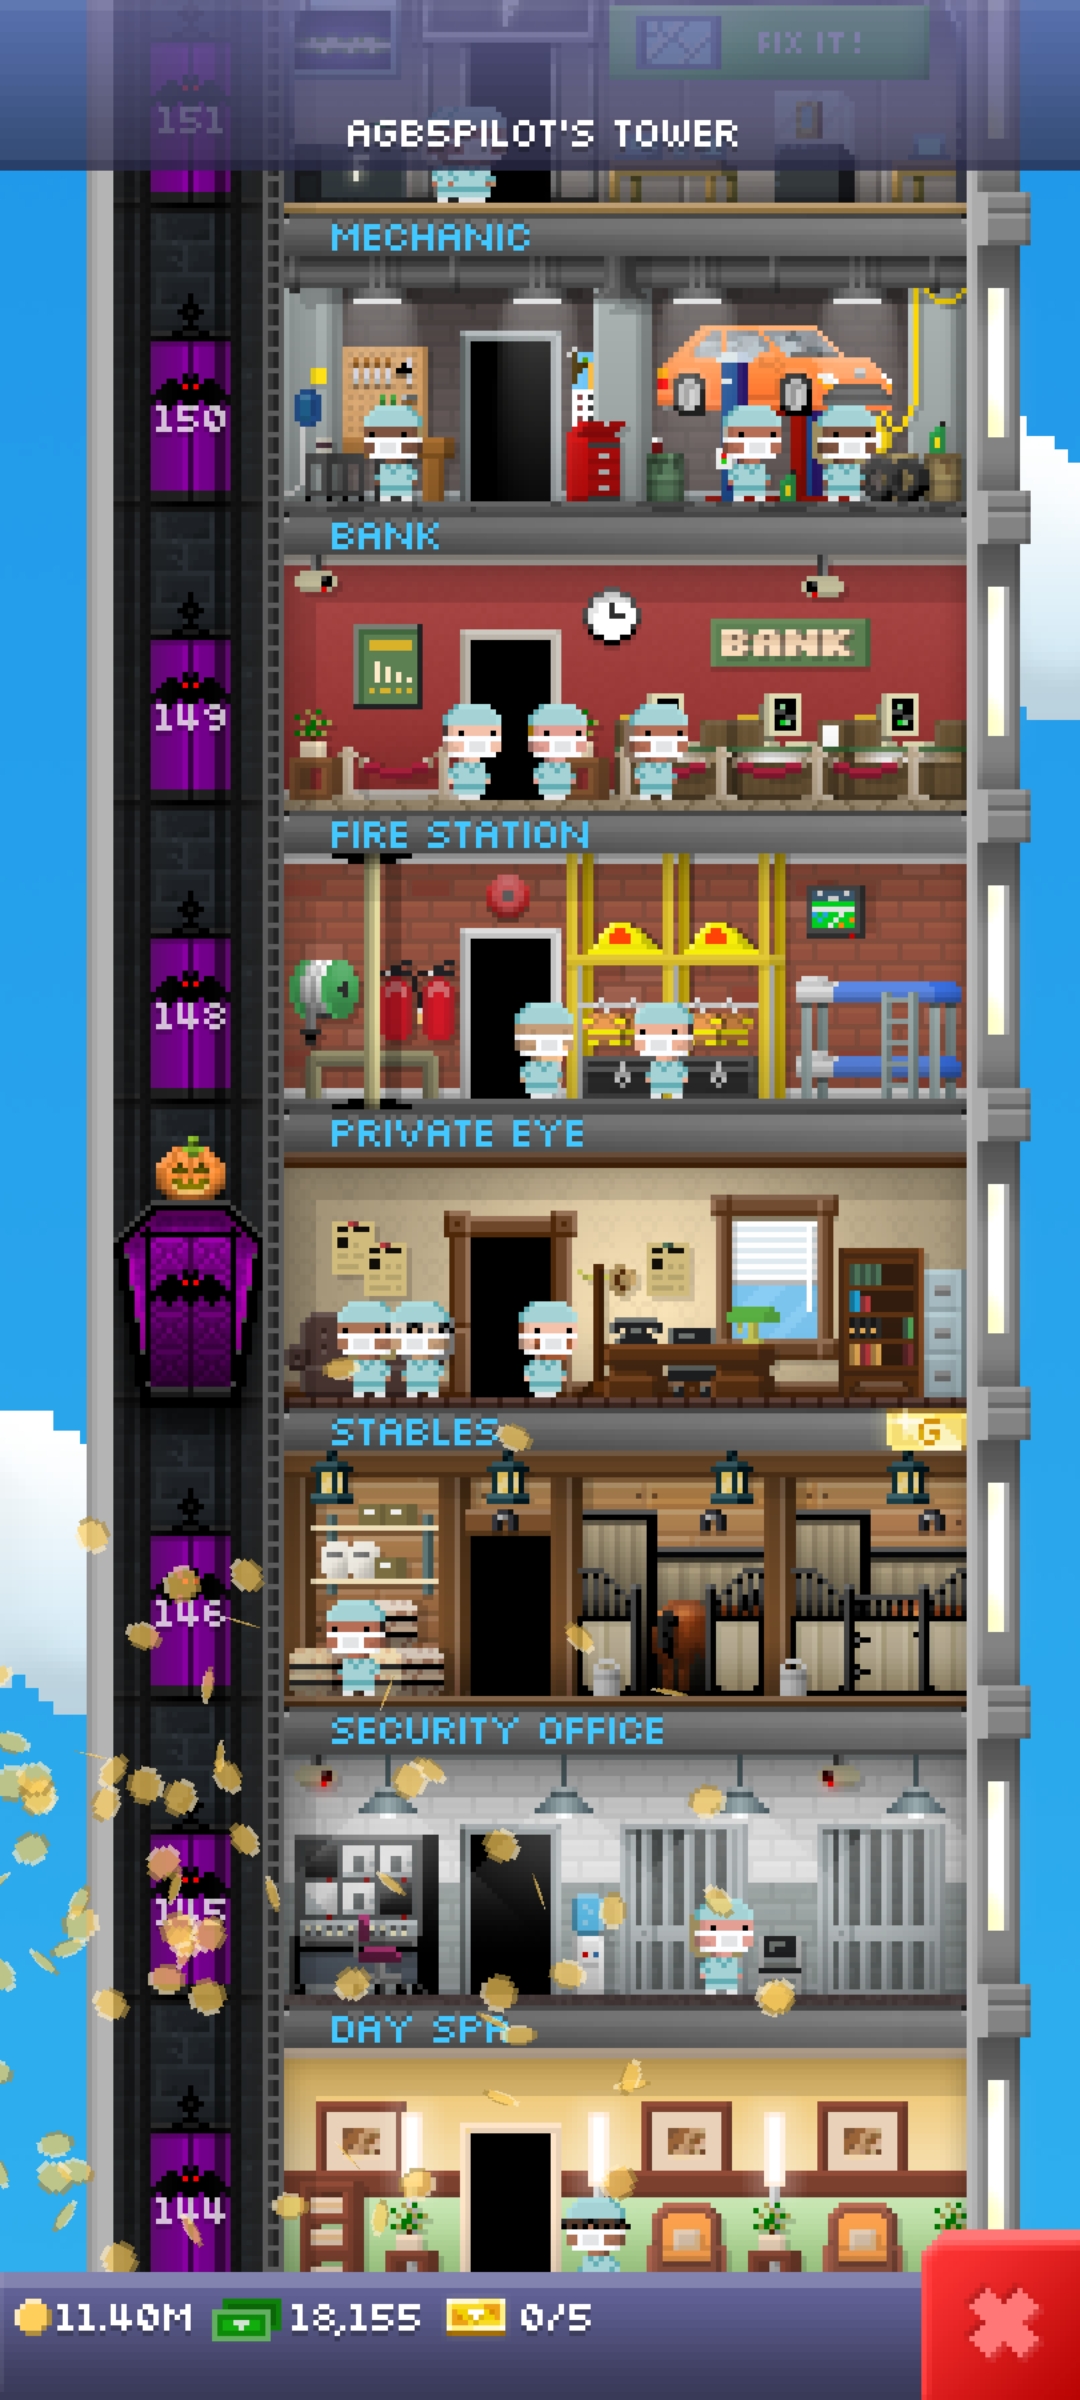 FIX IT!
151
AGB5PILOT'S TOWER
MECHANIC
150
BANK
BANK
149
FIRE STATION
148
PRIVATE EYE
STABLES
G
146
SECURITY OFFICE
145
DAY SPA
144
11.40M 18,155 0/5